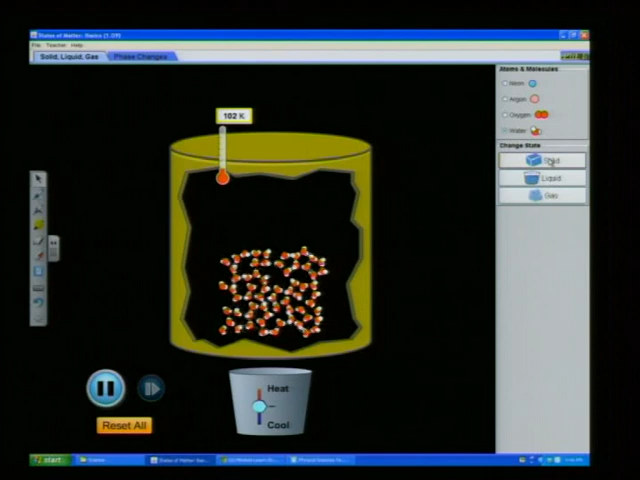 States of Matter: Basics (1.09)
File Teacher Help
Solid, Liquid, Gas
Phase Changes
Atoms & Molecules
Neon
Argon
Oxygen
Water
Change State
Solid
Liquid
Gas
102 K
Heat
Cool
Reset All
start